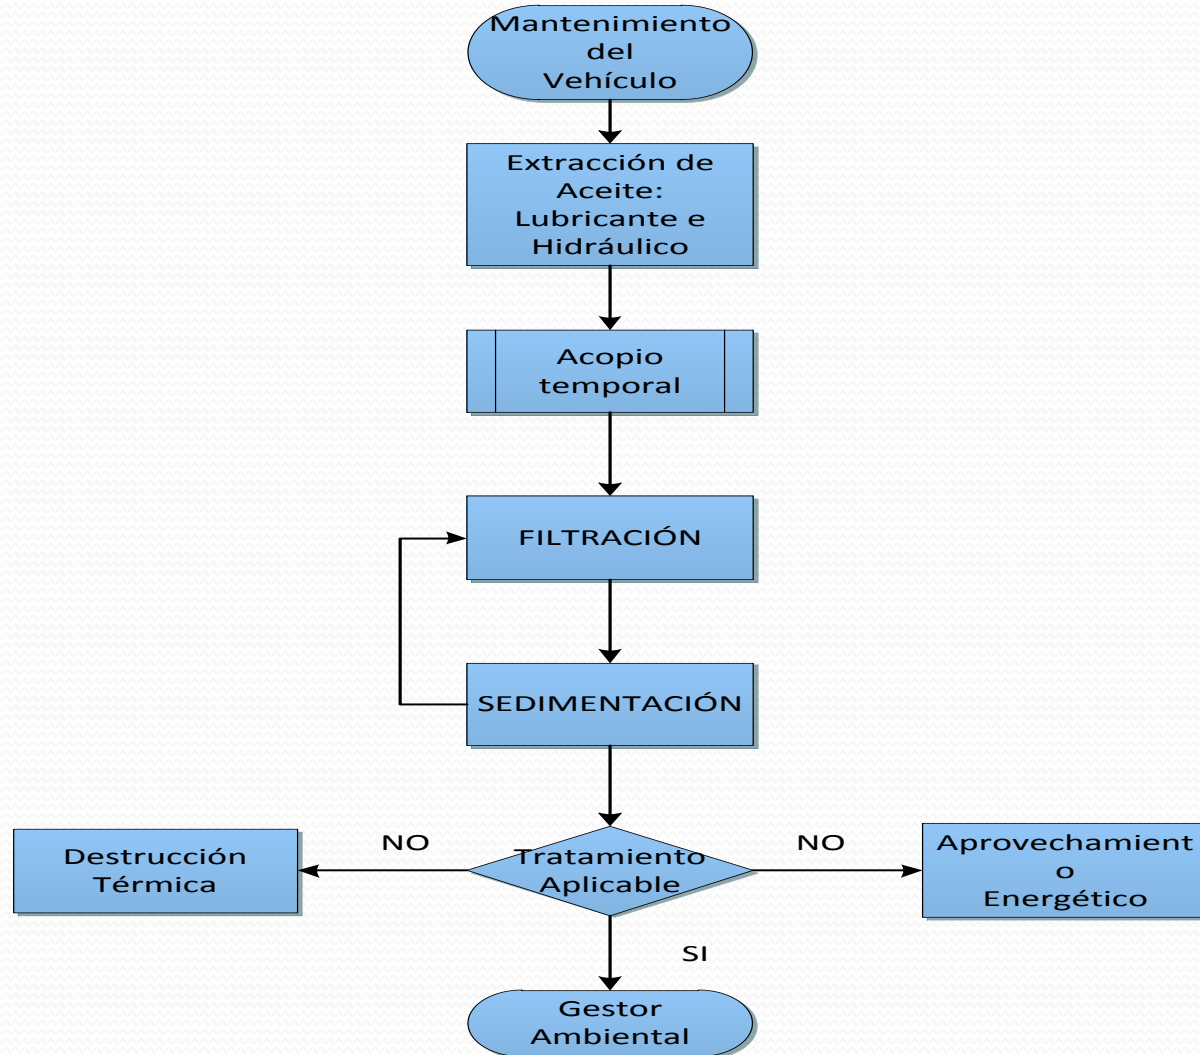 Mantenimiento
del
Vehículo
Extracción de
Aceite:
Lubricante e
Hidráulico
Acopio
temporal
FILTRACIÓN
SEDIMENTACIÓN
Destrucción
Térmica
NO
Tratamiento
Aplicable
NO
Aprovechamient
o
Energético
SI
Gestor
Ambiental